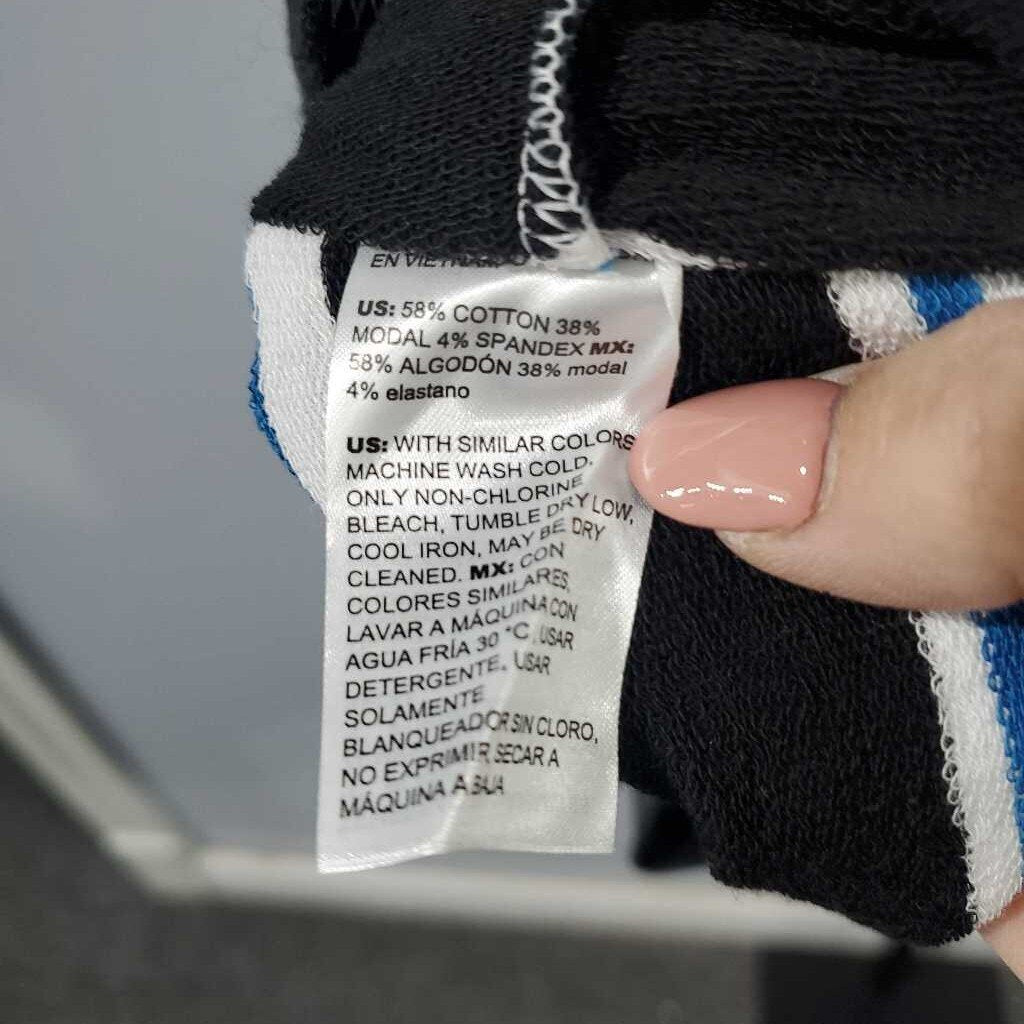 EN VIETNAM
US: 58% COTTON 38%
MODAL 4% SPANDEX MX:
58% ALGODÓN 38% modal
4% elastano
US: WITH SIMILAR COLORS
MACHINE WASH COLD.
ONLY NON-CHLORINE
BLEACH, TUMBLE DRY LOW,
COOL IRON, MAY BE DRY
CLEANED. MX: CON
COLORES SIMILARES,
LAVAR A MÁQUINA CON
AGUA FRÍA 30 °C, USAR
DETERGENTE, USAR
SOLAMENTE
BLANQUEADOR SIN CLORO,
NO EXPRIMIR, SECAR A
MÁQUINA A BAJA